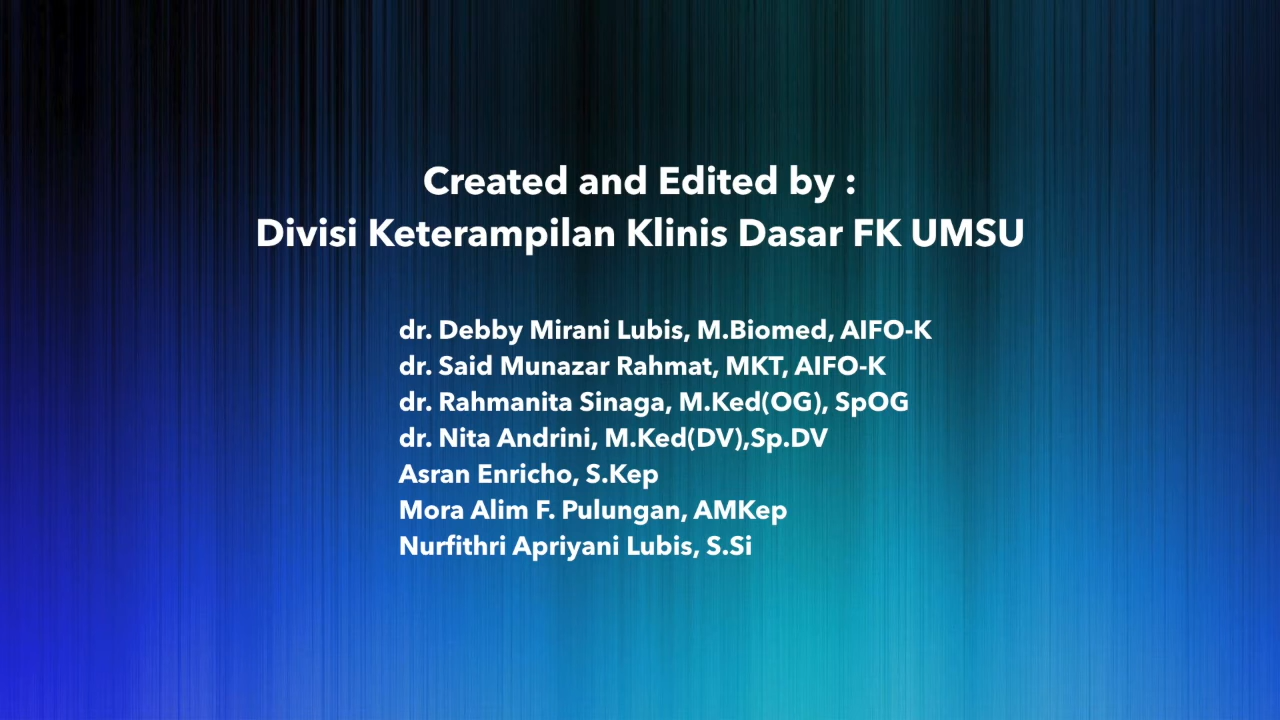 Created and Edited by :
Divisi Keterampilan Klinis Dasar FK UMSU
dr. Debby Mirani Lubis, M.Biomed, AIFO-K
dr. Said Munazar Rahmat, MKT, AIFO-K
dr. Rahmanita Sinaga, M.Ked(OG), SpOG
dr. Nita Andrini, M.Ked(DV),Sp.DV
Asran Enricho, S.Kep
Mora Alim F. Pulungan, AMKep
Nurfithri Apriyani Lubis, S.Si